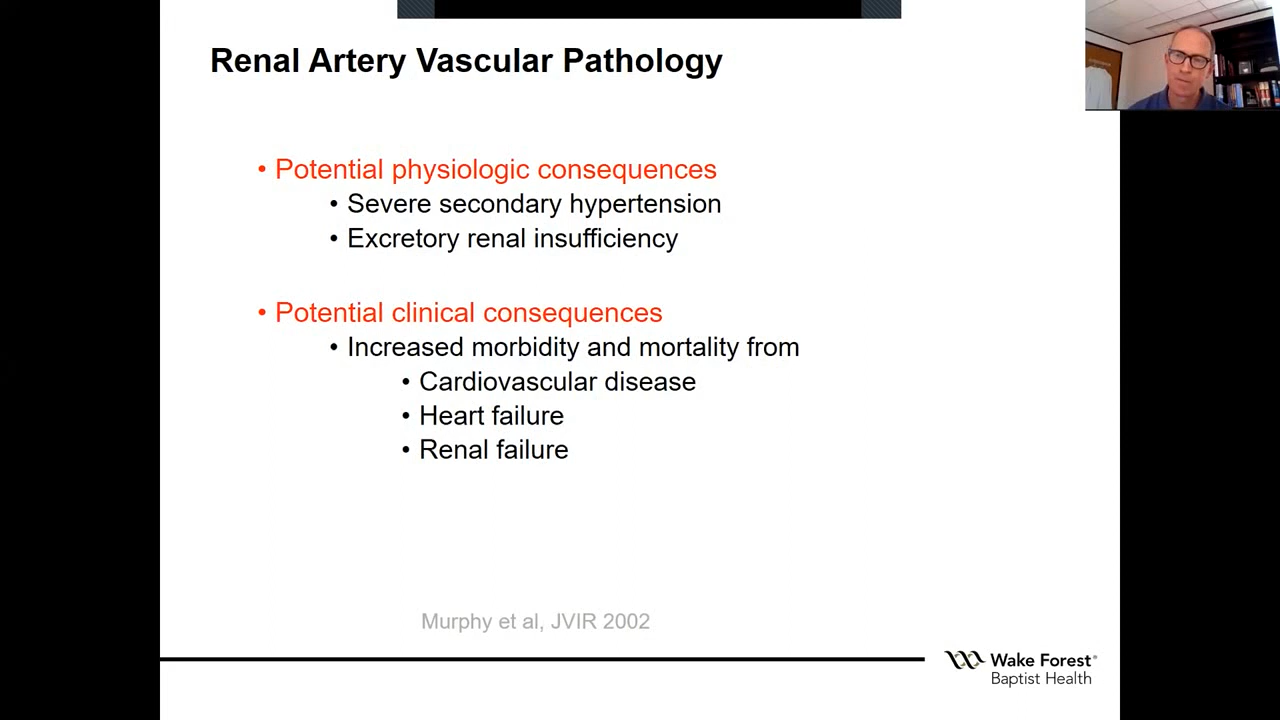 Renal Artery Vascular Pathology
• Potential physiologic consequences
• Severe secondary hypertension
• Excretory renal insufficiency
• Potential clinical consequences
• Increased morbidity and mortality from
• Cardiovascular disease
• Heart failure
• Renal failure
Murphy et al, JVIR 2002
Wake Forest®
Baptist Health